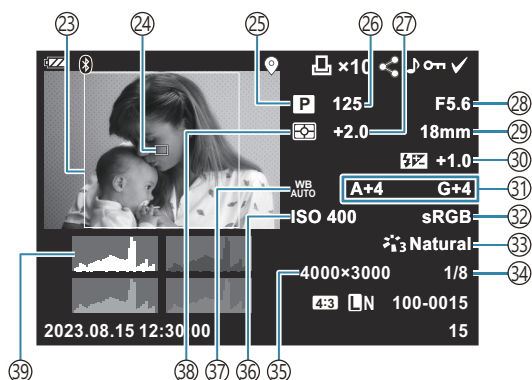 ㉓ ㉔ ㉕ ㉖ ㉗
×10
P 125 F5.6 ㉘
+2.0 18mm ㉙
+1.0 ㉚
WB AUTO A+4 G+4 ㉛
ISO 400 sRGB ㉜
3 Natural ㉝
4000×3000 1/8 ㉞
4:3 L N 100-0015
2023.08.15 12:30:00 15
㊴ ㊳ ㊲ ㊱ ㉟